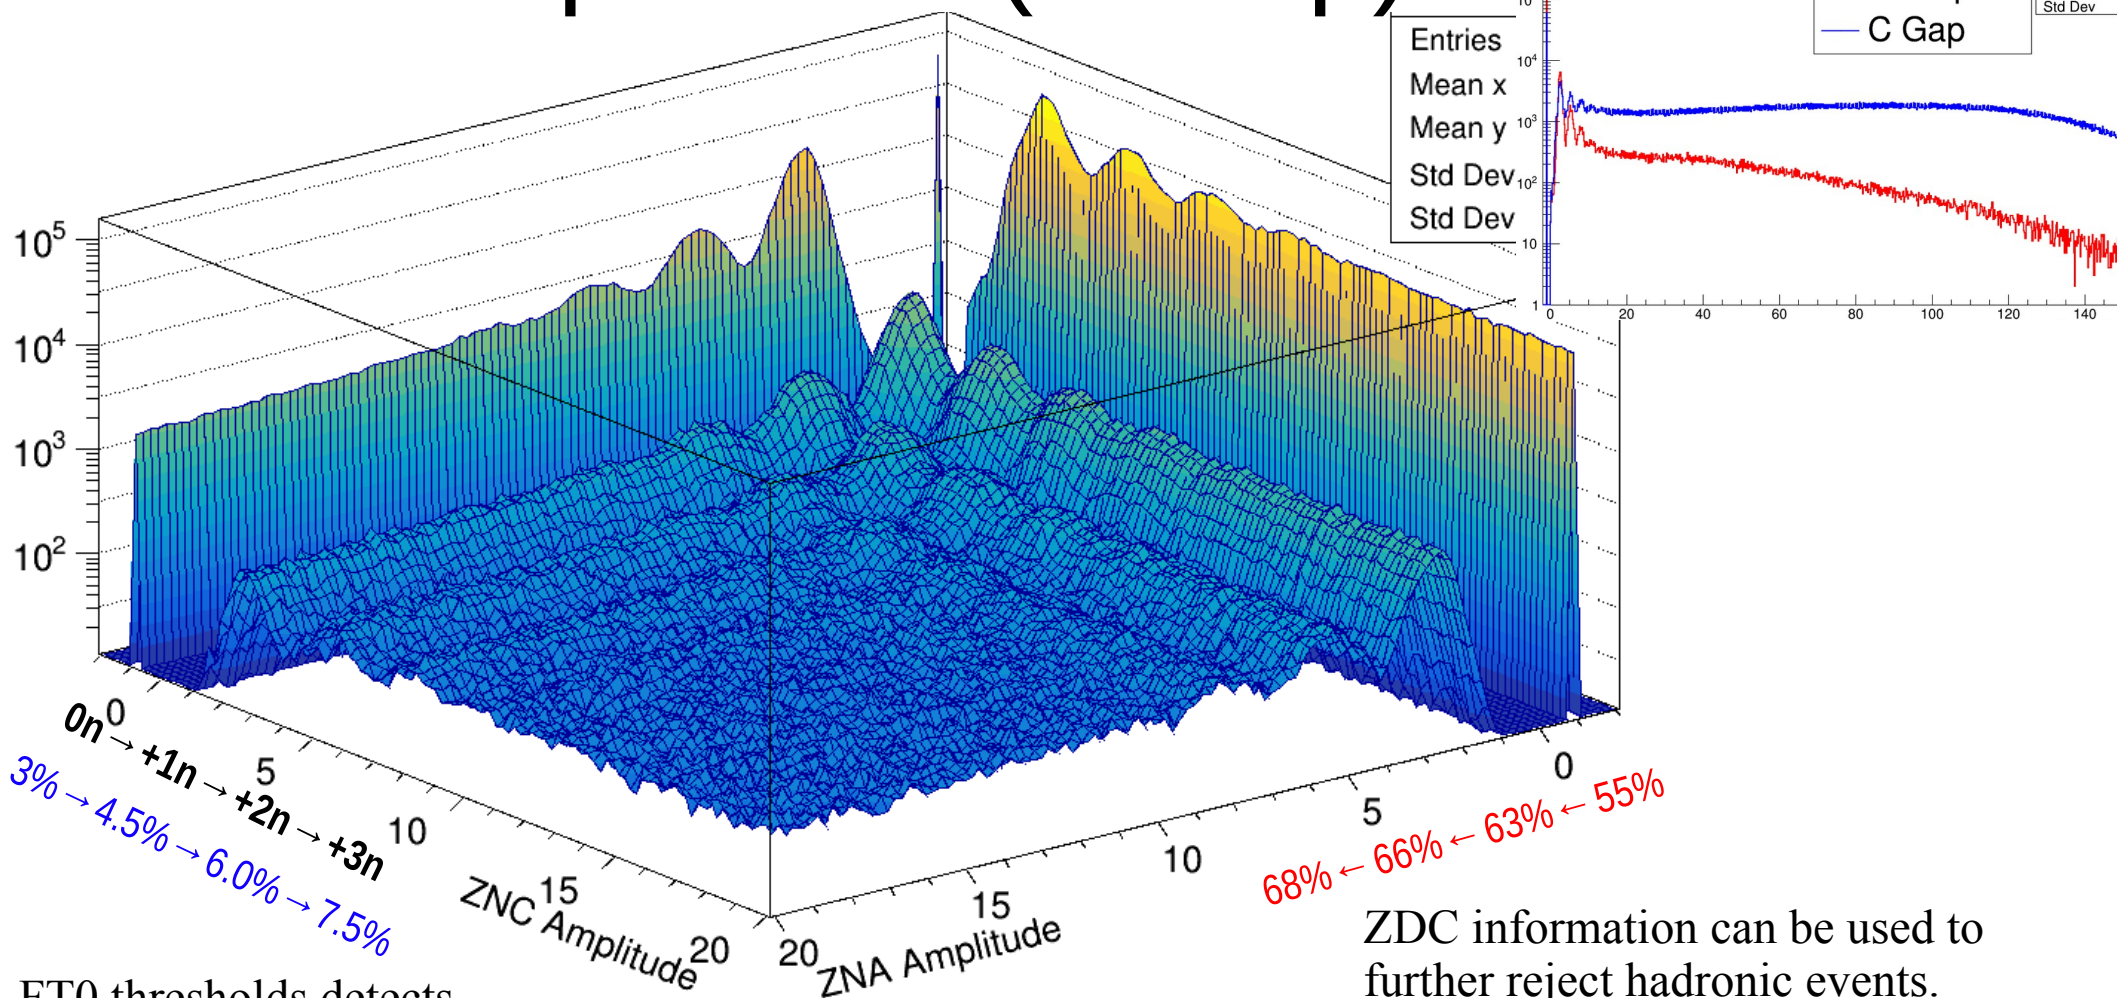 Entries
Mean x
Mean y
Std Dev
Std Dev
Std Dev
C Gap
10⁴
10³
10²
10
1
0 20 40 60 80 100 120 140
10⁵
10⁴
10³
10²
0
5
10
15
20
ZNC Amplitude
0n → +1n → +2n → +3n
3% → 4.5% → 6.0% → 7.5%
20
15
10
5
0
ZNA Amplitude
68% ← 66% ← 63% ← 55%
ZDC information can be used to
further reject hadronic events.
FT0 thresholds detects